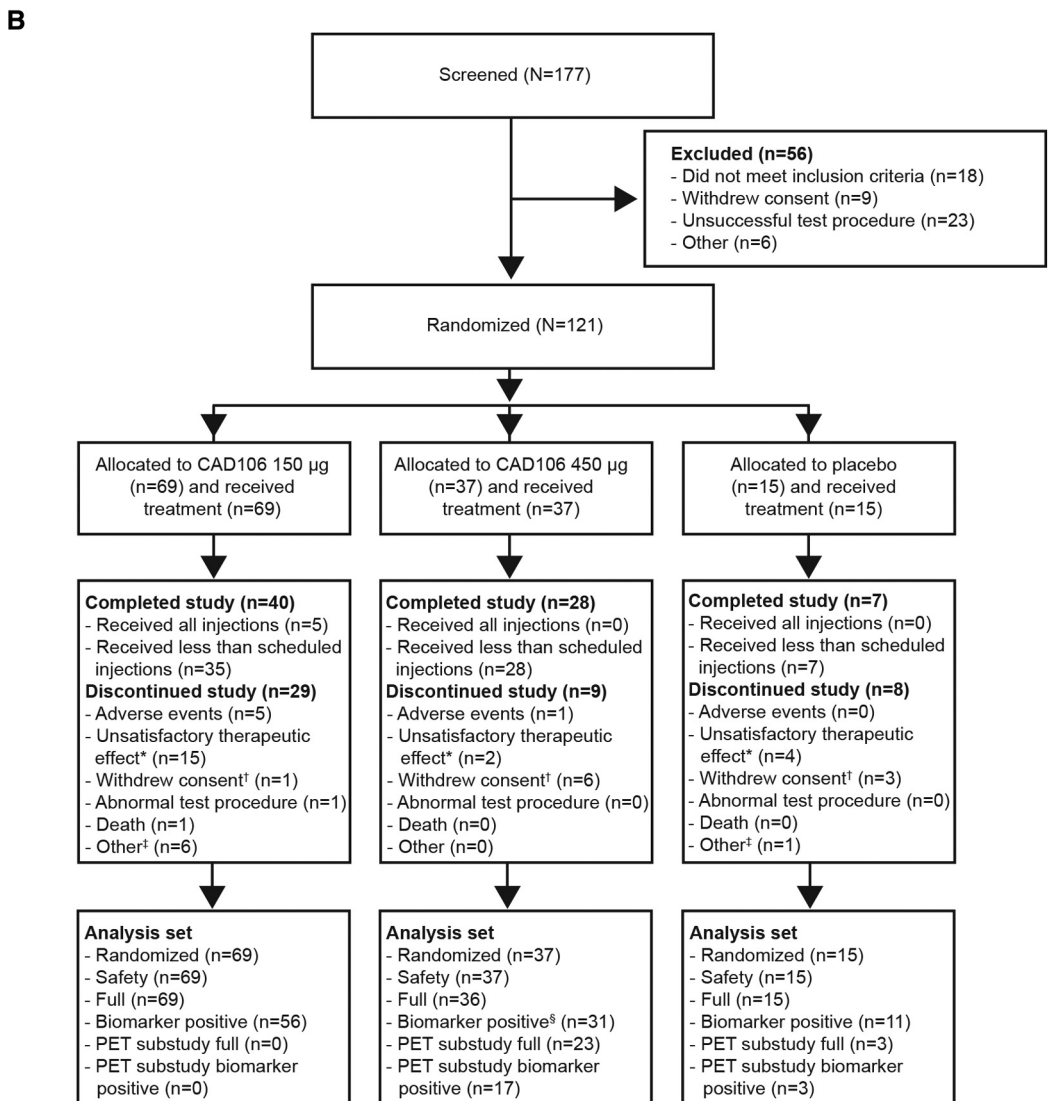 B
Screened (N=177)
Excluded (n=56)
- Did not meet inclusion criteria (n=18)
- Withdrew consent (n=9)
- Unsuccessful test procedure (n=23)
- Other (n=6)
Randomized (N=121)
Allocated to CAD106 150 µg
(n=69) and received
treatment (n=69)
Allocated to CAD106 450 µg
(n=37) and received
treatment (n=37)
Allocated to placebo
(n=15) and received
treatment (n=15)
Completed study (n=40)
- Received all injections (n=5)
- Received less than scheduled
injections (n=35)
Discontinued study (n=29)
- Adverse events (n=5)
- Unsatisfactory therapeutic
effect* (n=15)
- Withdrew consent† (n=1)
- Abnormal test procedure (n=1)
- Death (n=1)
- Other‡ (n=6)
Completed study (n=28)
- Received all injections (n=0)
- Received less than scheduled
injections (n=28)
Discontinued study (n=9)
- Adverse events (n=1)
- Unsatisfactory therapeutic
effect* (n=2)
- Withdrew consent† (n=6)
- Abnormal test procedure (n=0)
- Death (n=0)
- Other (n=0)
Completed study (n=7)
- Received all injections (n=0)
- Received less than scheduled
injections (n=7)
Discontinued study (n=8)
- Adverse events (n=0)
- Unsatisfactory therapeutic
effect* (n=4)
- Withdrew consent† (n=3)
- Abnormal test procedure (n=0)
- Death (n=0)
- Other‡ (n=1)
Analysis set
- Randomized (n=69)
- Safety (n=69)
- Full (n=69)
- Biomarker positive (n=56)
- PET substudy full (n=0)
- PET substudy biomarker
positive (n=0)
Analysis set
- Randomized (n=37)
- Safety (n=37)
- Full (n=36)
- Biomarker positive§ (n=31)
- PET substudy full (n=23)
- PET substudy biomarker
positive (n=17)
Analysis set
- Randomized (n=15)
- Safety (n=15)
- Full (n=15)
- Biomarker positive (n=11)
- PET substudy full (n=3)
- PET substudy biomarker
positive (n=3)